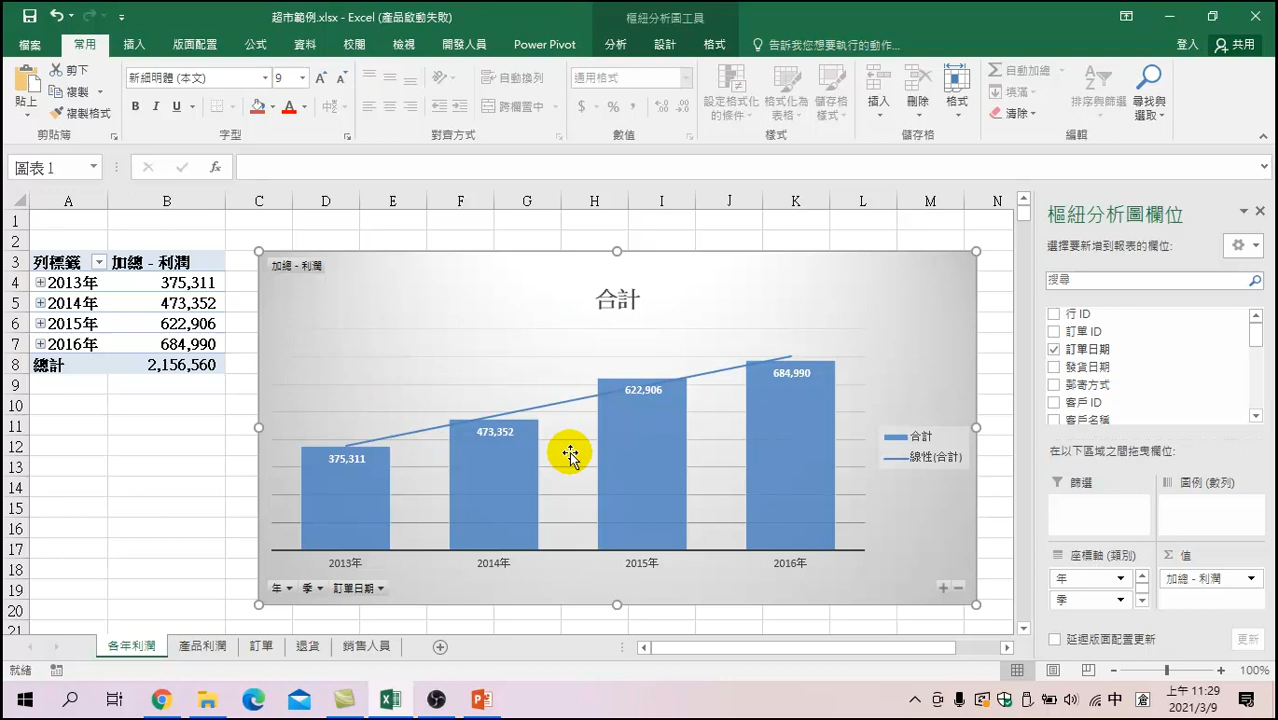 超市範例.xlsx - Excel (產品啟動失敗)
樞紐分析圖工具
檔案 常用 插入 版面配置 公式 資料 校閱 檢視 開發人員 Power Pivot 分析 設計 格式 告訴我您想要執行的動作... 登入 共用
貼上
剪下
複製
複製格式
剪貼簿
新細明體 (本文) 9
B I U
字型
自動換列
跨欄置中
對齊方式
通用格式
$ % ,
數值
設定格式化的條件
格式化為表格
儲存格樣式
樣式
插入 刪除 格式
儲存格
自動加總
填滿
清除
排序與篩選
尋找與選取
編輯
圖表 1
fx
A B C D E F G H I J K L M N
1
2
3 列標籤 加總 - 利潤
4 2013年 375,311
5 2014年 473,352
6 2015年 622,906
7 2016年 684,990
8 總計 2,156,560
9
10
11
12
13
14
15
16
17
18
19
20
21
加總 - 利潤
合計
375,311
473,352
622,906
684,990
2013年 2014年 2015年 2016年
合計
線性 (合計)
年 季 訂單日期
樞紐分析圖欄位
選擇要新增到報表的欄位:
搜尋
行 ID
訂單 ID
訂單日期
發貨日期
郵寄方式
客戶 ID
客戶名稱
在以下區域之間拖曳欄位:
篩選
圖例 (數列)
座標軸 (類別)
年
季
Σ 值
加總 - 利潤
延遲版面配置更新 更新
各年利潤 產品利潤 訂單 退貨 銷售人員
就緒
100%
中
倉
上午 11:29
2021/3/9